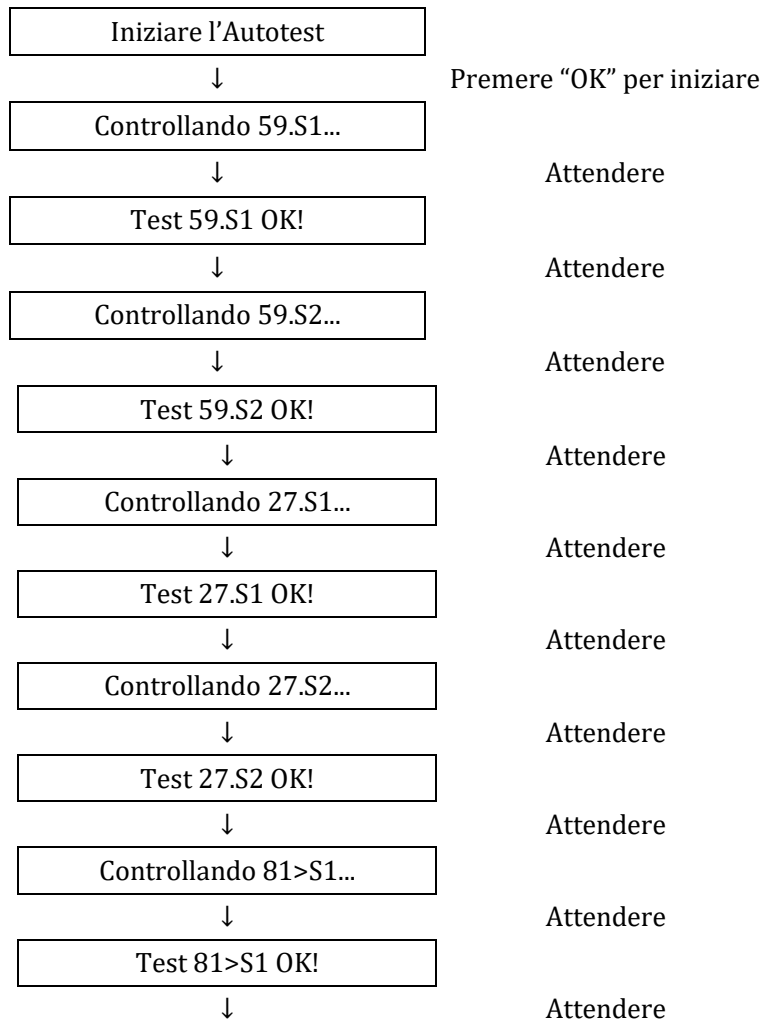 Iniziare l’Autotest
↓ Premere “OK” per iniziare
Controllando 59.S1...
↓ Attendere
Test 59.S1 OK!
↓ Attendere
Controllando 59.S2...
↓ Attendere
Test 59.S2 OK!
↓ Attendere
Controllando 27.S1...
↓ Attendere
Test 27.S1 OK!
↓ Attendere
Controllando 27.S2...
↓ Attendere
Test 27.S2 OK!
↓ Attendere
Controllando 81>S1...
↓ Attendere
Test 81>S1 OK!
↓ Attendere